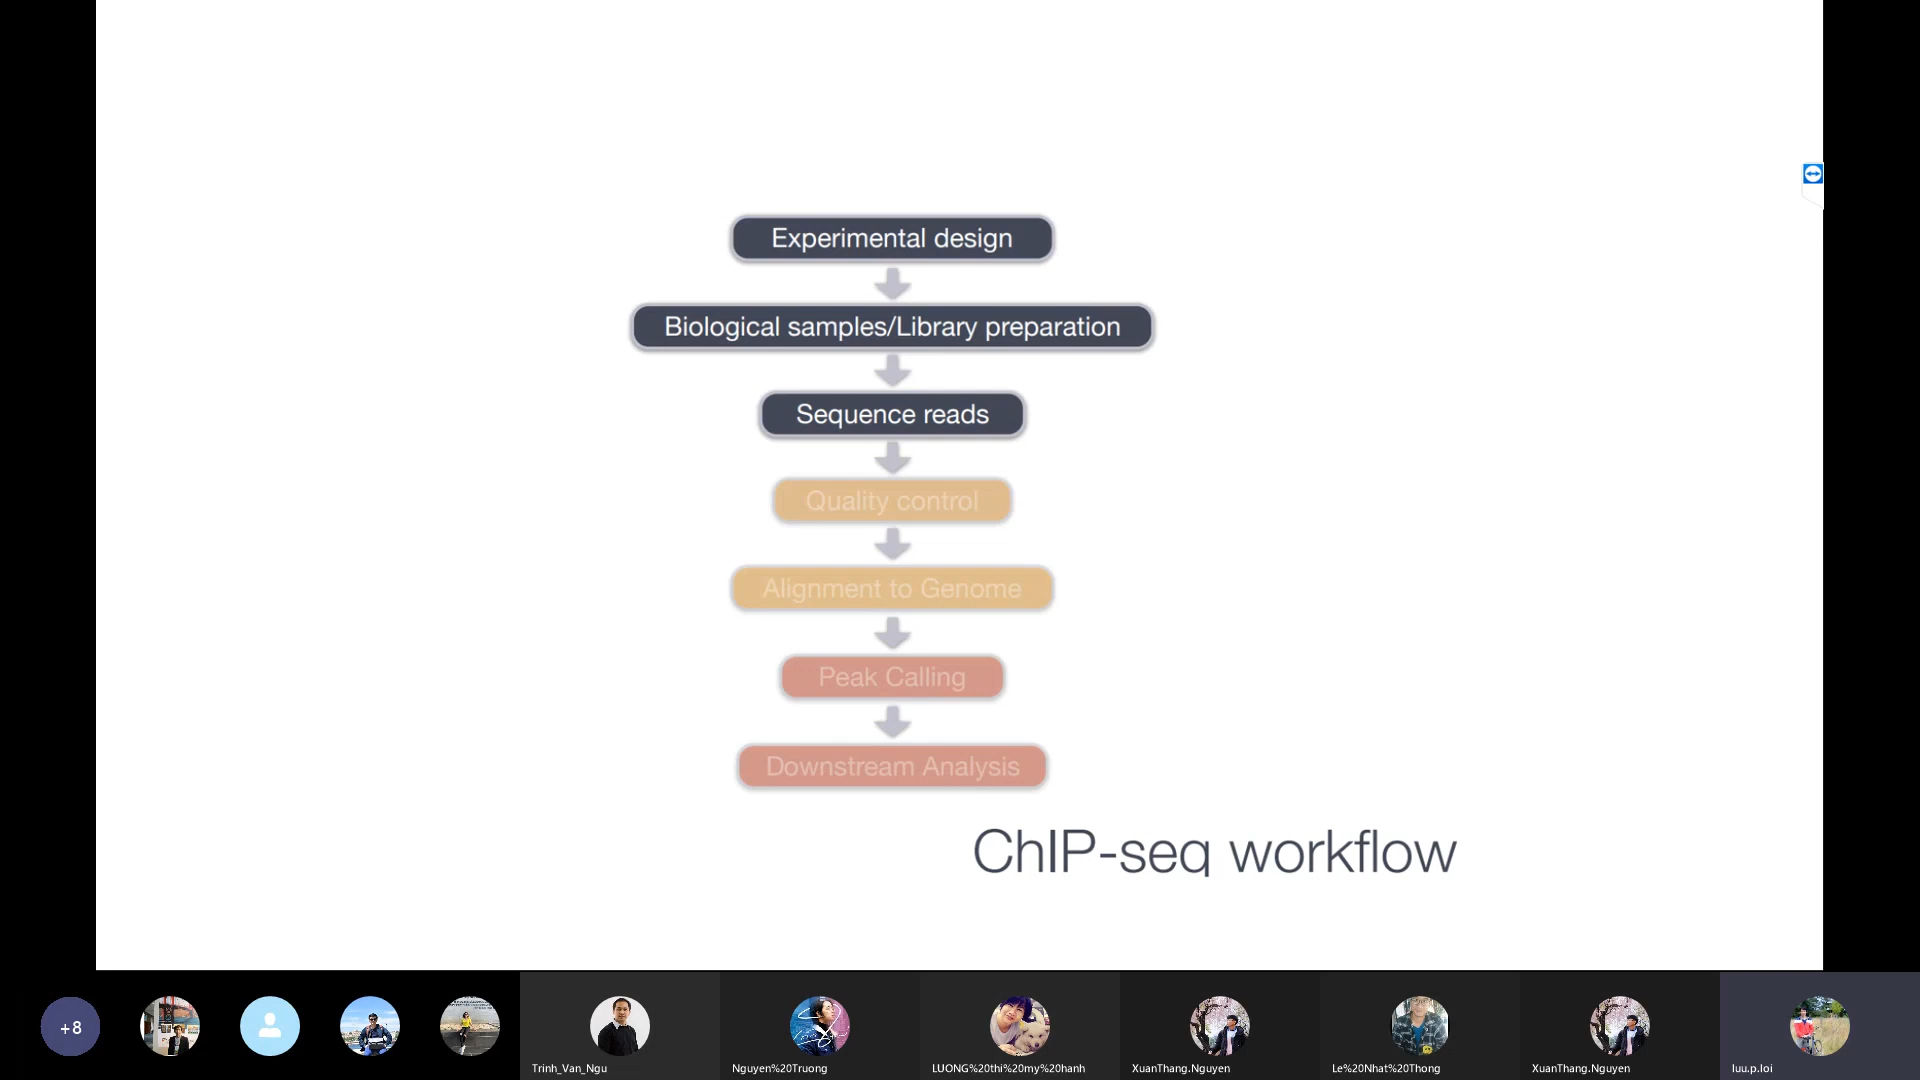 Experimental design
Biological samples/Library preparation
Sequence reads
Quality control
Alignment to Genome
Peak Calling
Downstream Analysis
ChIP-seq workflow
+8
Trinh_Van_Ngu
Nguyen%20Truong
LUONG%20thi%20my%20hanh
XuanThang.Nguyen
Le%20Nhat%20Thong
XuanThang.Nguyen
luu.p.loi